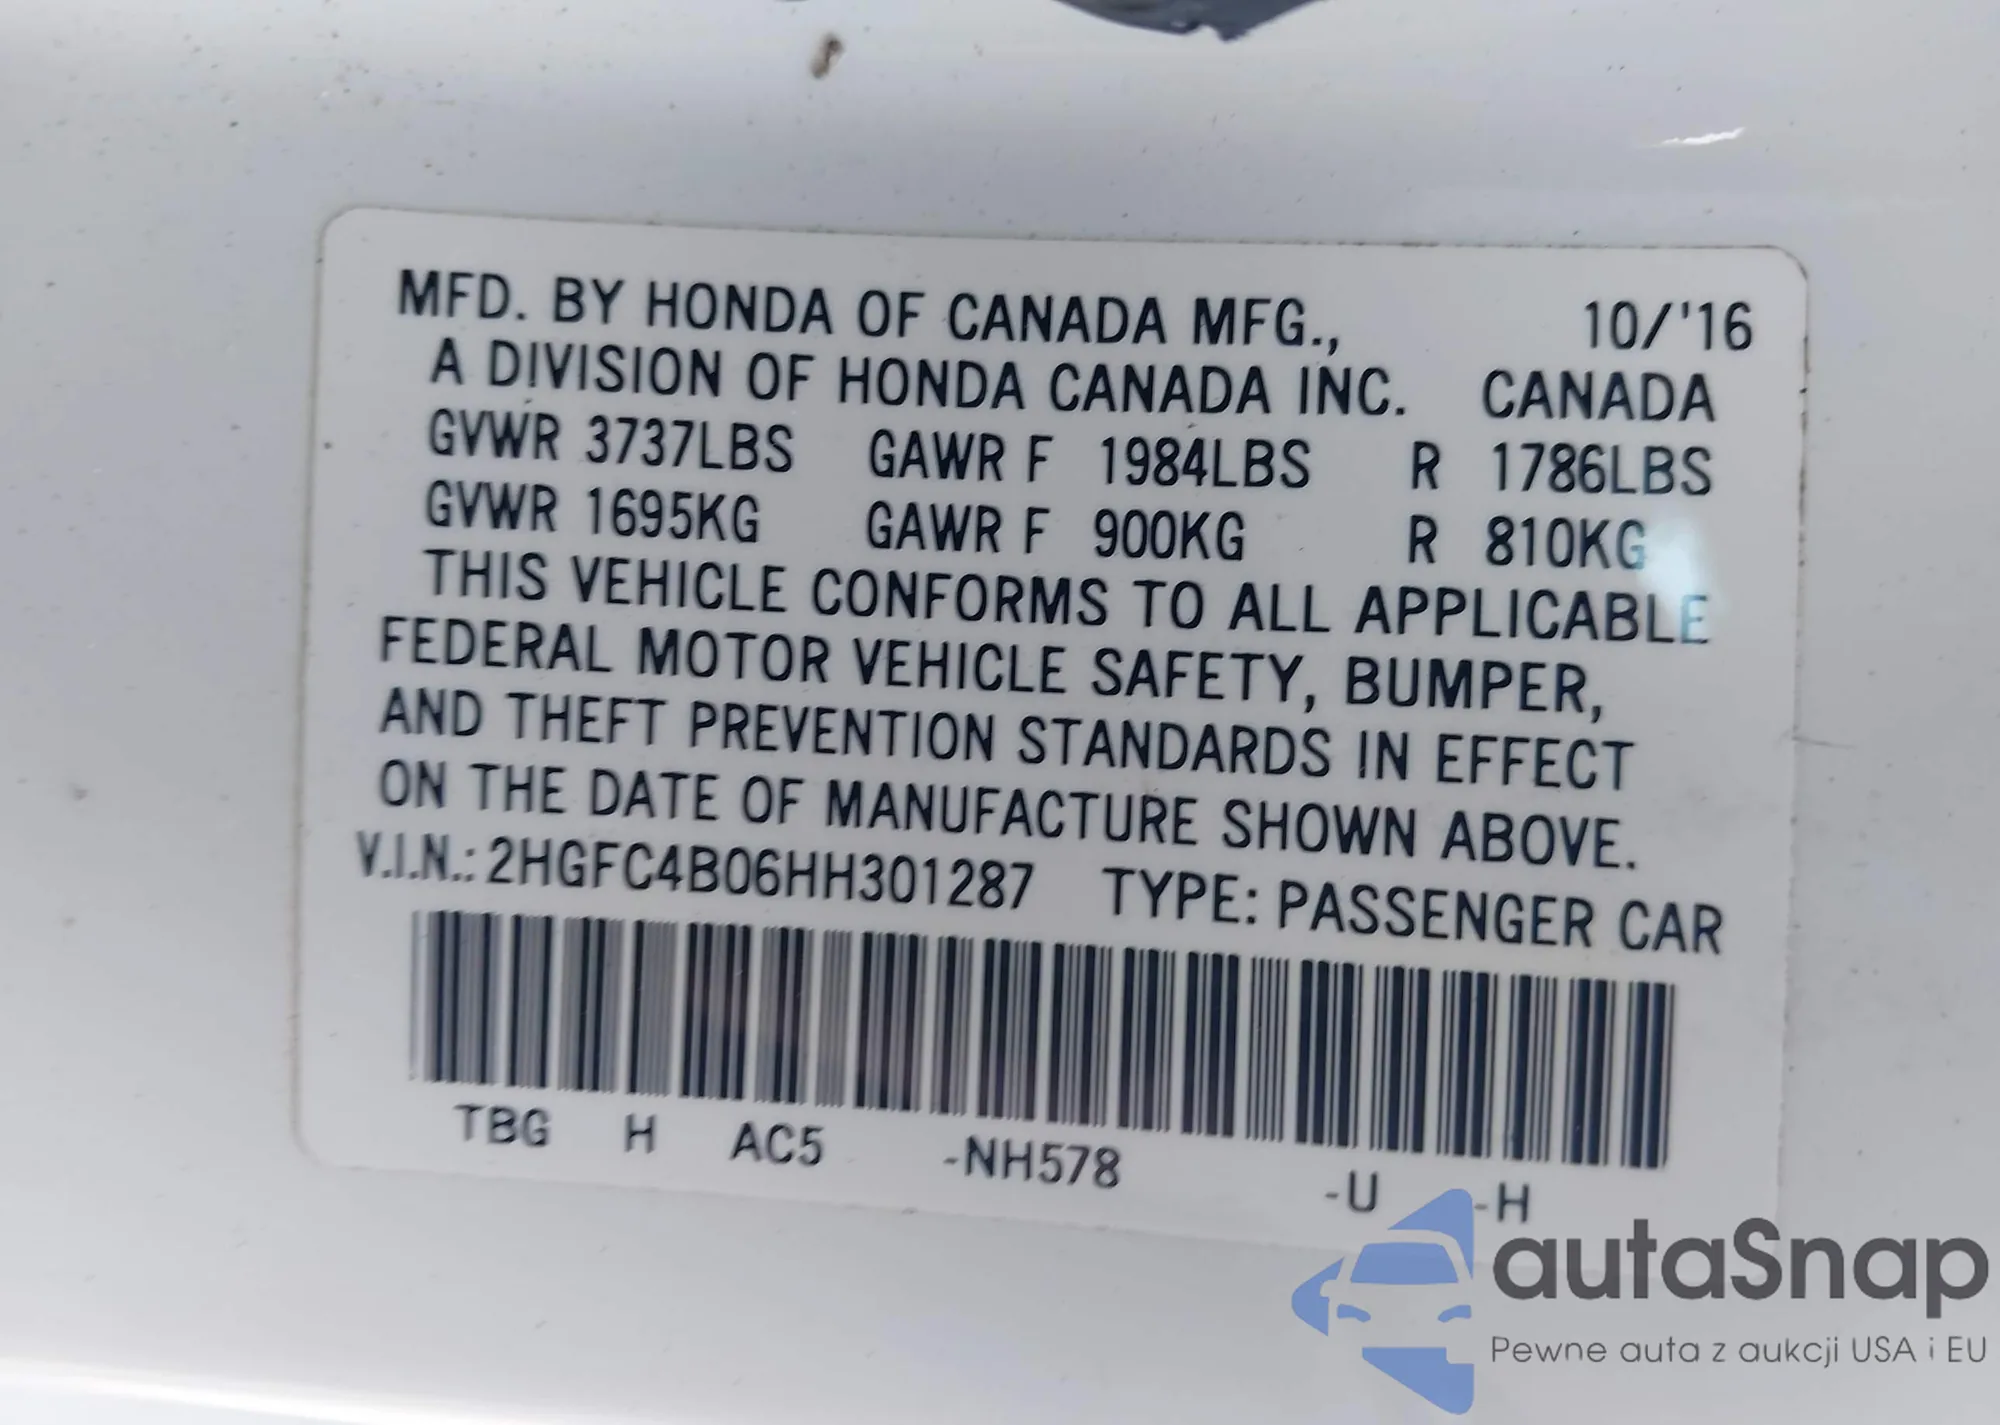 MFD. BY HONDA OF CANADA MFG., 10/'16
A DIVISION OF HONDA CANADA INC. CANADA
GVWR 3737LBS GAWR F 1984LBS R 1786LBS
GVWR 1695KG GAWR F 900KG R 810KG
THIS VEHICLE CONFORMS TO ALL APPLICABLE
FEDERAL MOTOR VEHICLE SAFETY, BUMPER,
AND THEFT PREVENTION STANDARDS IN EFFECT
ON THE DATE OF MANUFACTURE SHOWN ABOVE.
V.I.N.: 2HGFC4B06HH301287 TYPE: PASSENGER CAR
TBG H AC5 -NH578 -U -H
autaSnap
Pewne auta z aukcji USA i EU